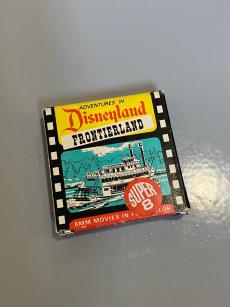 ADVENTURES IN
Disneyland
FRONTIERLAND
SUPER
8
8MM MOVIES IN